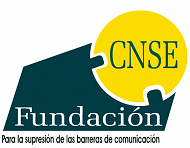 CNSE
Fundación
Para la supresión de las barreras de comunicación